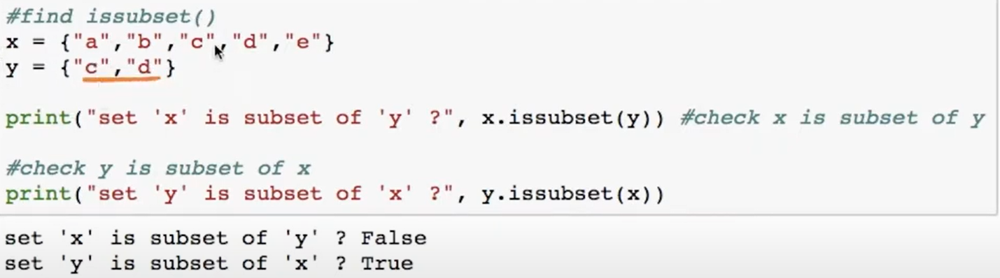 #find issubset()
x = {"a","b","c","d","e"}
y = {"c","d"}
print("set 'x' is subset of 'y' ?", x.issubset(y)) #check x is subset of y
#check y is subset of x
print("set 'y' is subset of 'x' ?", y.issubset(x))
set 'x' is subset of 'y' ? False
set 'y' is subset of 'x' ? True